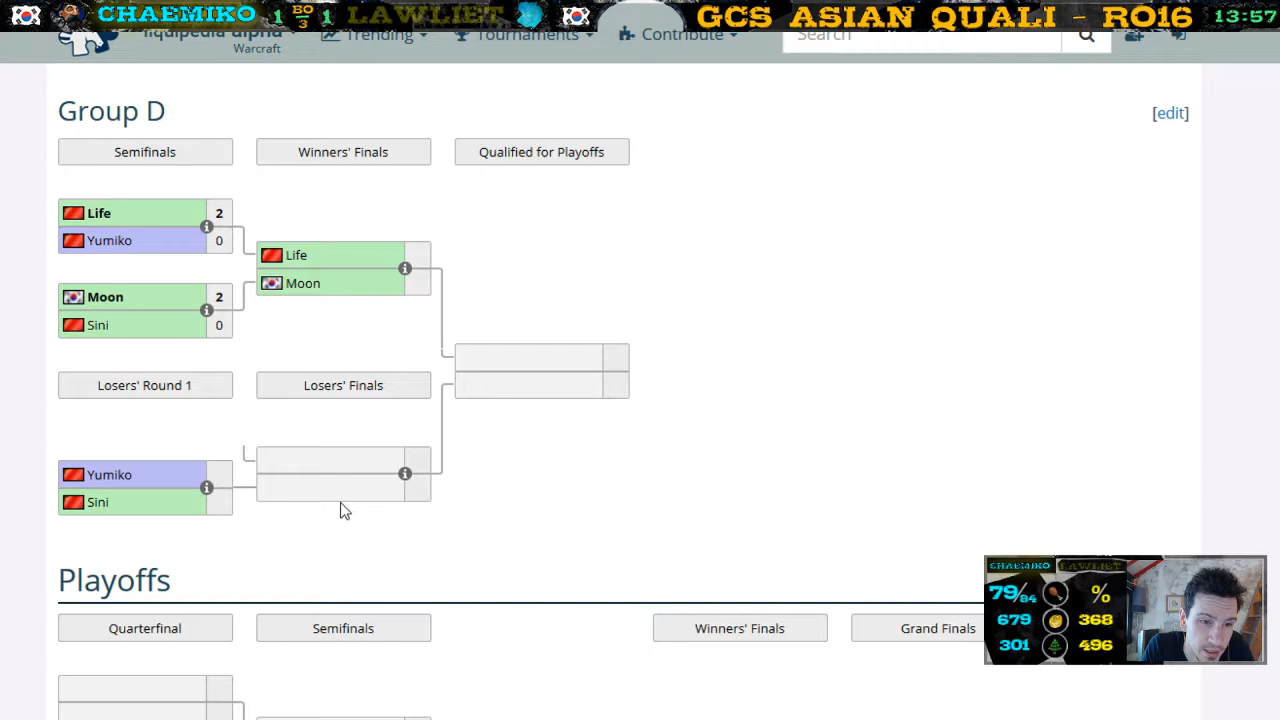 CHAEMIKO 1 BO 3 1 LAWLIET GCS ASIAN QUALI - RO16 13:57
liquipedia alpha Trending Tournaments Contribute Search
Warcraft
Group D [edit]
Semifinals Winners' Finals Qualified for Playoffs
Life 2
Yumiko 0
Life
Moon
Moon 2
Sini 0
Losers' Round 1 Losers' Finals
Yumiko
Sini
Playoffs
Quarterfinal Semifinals Winners' Finals Grand Finals
CHAEMIKO LAWLIET
79/84 %
679 368
301 496